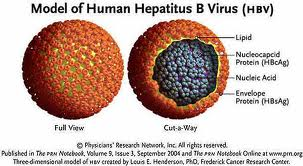 Model of Human Hepatitus B Virus (HBV)
Lipid
Nucleocapcid
Protein (HBcAg)
Nucleic Acid
Envelope
Protein (HBsAg)
Full View
Cut-a-Way
© Physicians' Research Network, Inc. All rights reserved.
Published in The PRN Notebook, Volume 9, Issue 3, September 2004 and The PRN Notebook Online at www.prn.org
Three-dimensional model of HBV created by Louis E. Henderson, PhD, Frederick Cancer Research Center.